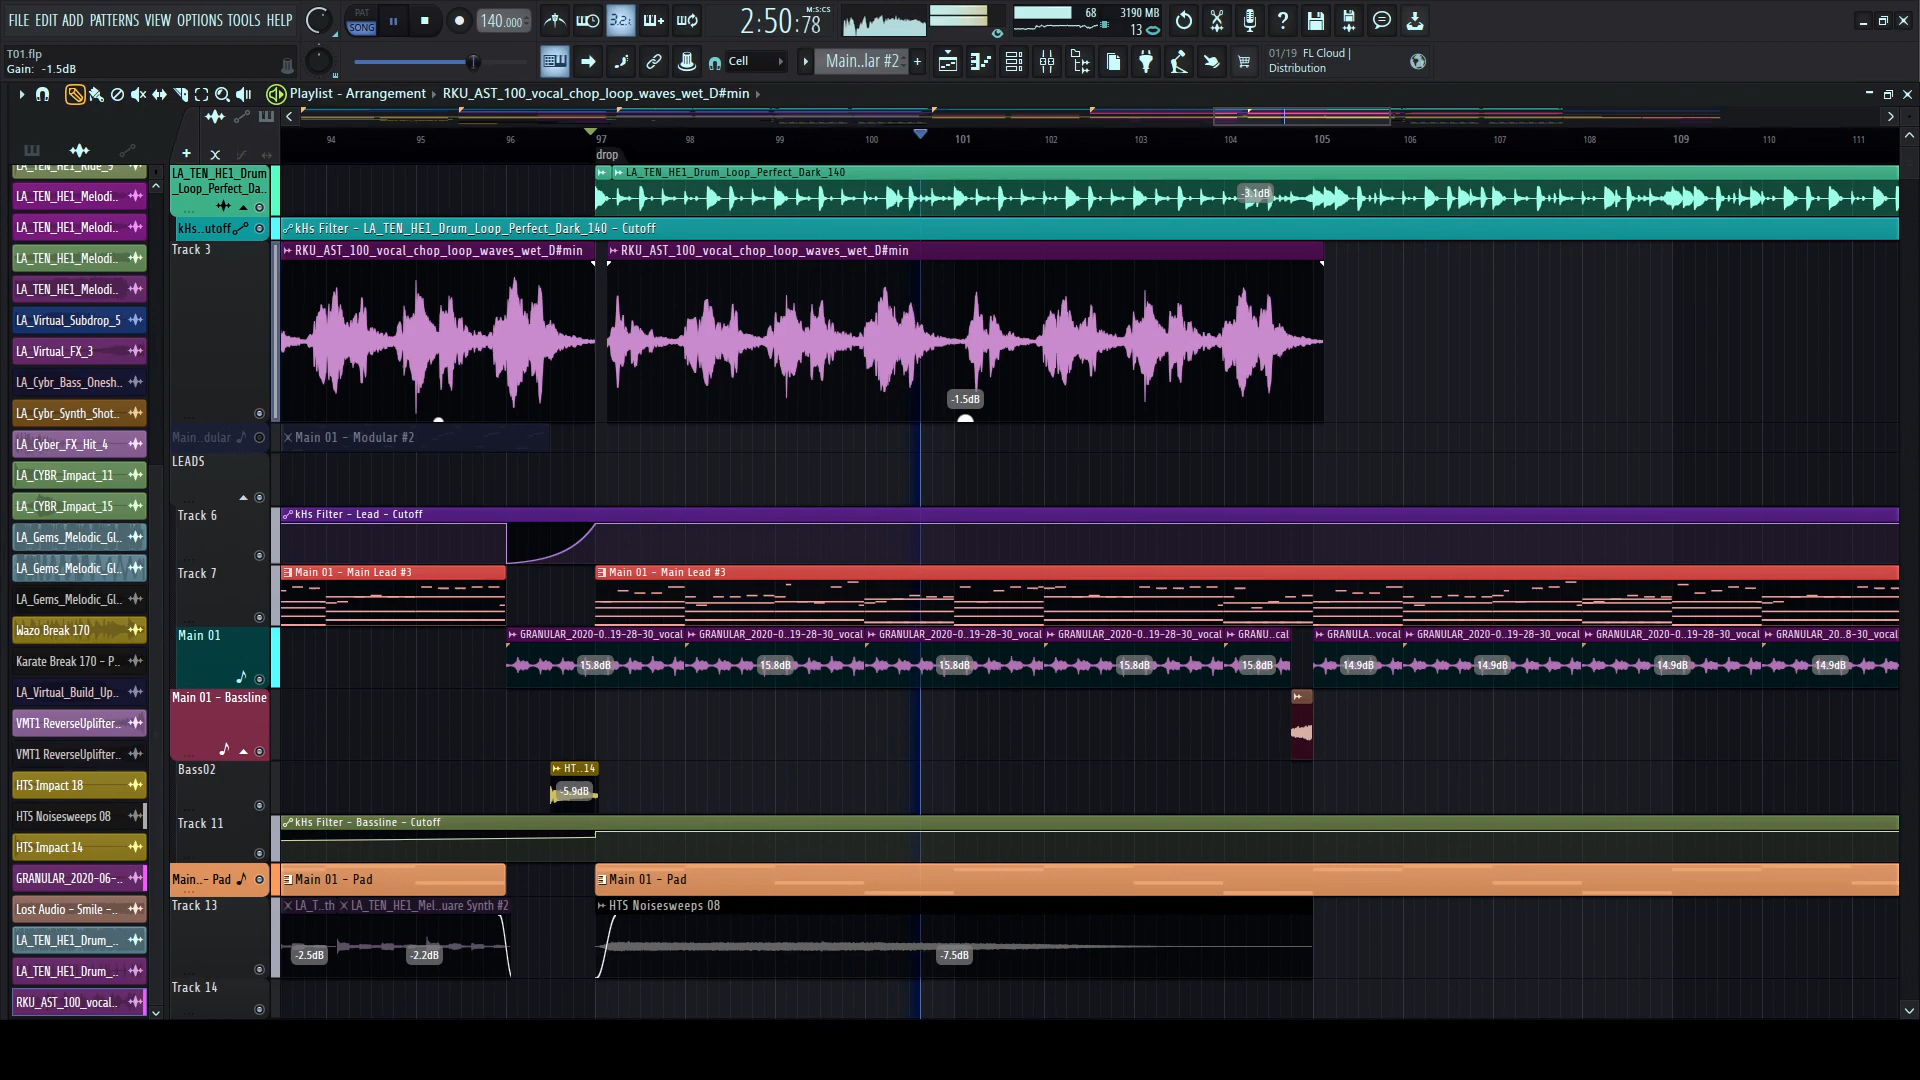 FILE EDIT ADD PATTERNS VIEW OPTIONS TOOLS HELP
PAT
SONG
140.000
3.2.
2:50:78
M:S:CS
68
3190 MB
13
T01.flp
Gain: -1.5dB
Cell
Main..lar #2
01/19 FL Cloud |
Distribution
Playlist - Arrangement
RKU_AST_100_vocal_chop_loop_waves_wet_D#min
94
95
96
97
98
99
100
101
102
103
104
105
106
107
108
109
110
111
drop
LA_TEN_HE1_Ride_9
LA_TEN_HE1_Melodi..
LA_TEN_HE1_Melodi..
LA_TEN_HE1_Melodi..
LA_TEN_HE1_Melodi..
LA_Virtual_Subdrop_5
LA_Virtual_FX_3
LA_Cybr_Bass_Onesh..
LA_Cybr_Synth_Shot..
LA_Cyber_FX_Hit_4
LA_CYBR_Impact_11
LA_CYBR_Impact_15
LA_Gems_Melodic_Gl..
LA_Gems_Melodic_Gl..
LA_Gems_Melodic_Gl..
Wazo Break 170
Karate Break 170 - P..
LA_Virtual_Build_Up..
VMT1 ReverseUplifter..
VMT1 ReverseUplifter..
HTS Impact 18
HTS Noisesweeps 08
HTS Impact 14
GRANULAR_2020-06-..
Lost Audio - Smile -..
LA_TEN_HE1_Drum_..
LA_TEN_HE1_Drum_..
RKU_AST_100_vocal..
LA_TEN_HE1_Drum
_Loop_Perfect_Da..
LA_TEN_HE1_Drum_Loop_Perfect_Dark_140
-3.1dB
kHs..utoff
kHs Filter - LA_TEN_HE1_Drum_Loop_Perfect_Dark_140 - Cutoff
Track 3
RKU_AST_100_vocal_chop_loop_waves_wet_D#min
RKU_AST_100_vocal_chop_loop_waves_wet_D#min
-1.5dB
Main..dular
Main 01 - Modular #2
LEADS
Track 6
kHs Filter - Lead - Cutoff
Track 7
Main 01 - Main Lead #3
Main 01 - Main Lead #3
Main 01
GRANULAR_2020-0..19-28-30_vocal
GRANULAR_2020-0..19-28-30_vocal
GRANULAR_2020-0..19-28-30_vocal
GRANULAR_2020-0..19-28-30_vocal
GRANU..cal
GRANULA..vocal
GRANULAR_2020-0..19-28-30_vocal
GRANULAR_2020-0..19-28-30_vocal
GRANULAR_20..8-30_vocal
15.8dB
15.8dB
15.8dB
15.8dB
15.8dB
14.9dB
14.9dB
14.9dB
14.9dB
Main 01 - Bassline
Bass02
HT..14
-5.9dB
Track 11
kHs Filter - Bassline - Cutoff
Main..- Pad
Main 01 - Pad
Main 01 - Pad
Track 13
LA_T..th
LA_TEN_HE1_Mel..uare Synth #2
HTS Noisesweeps 08
-2.5dB
-2.2dB
-7.5dB
Track 14